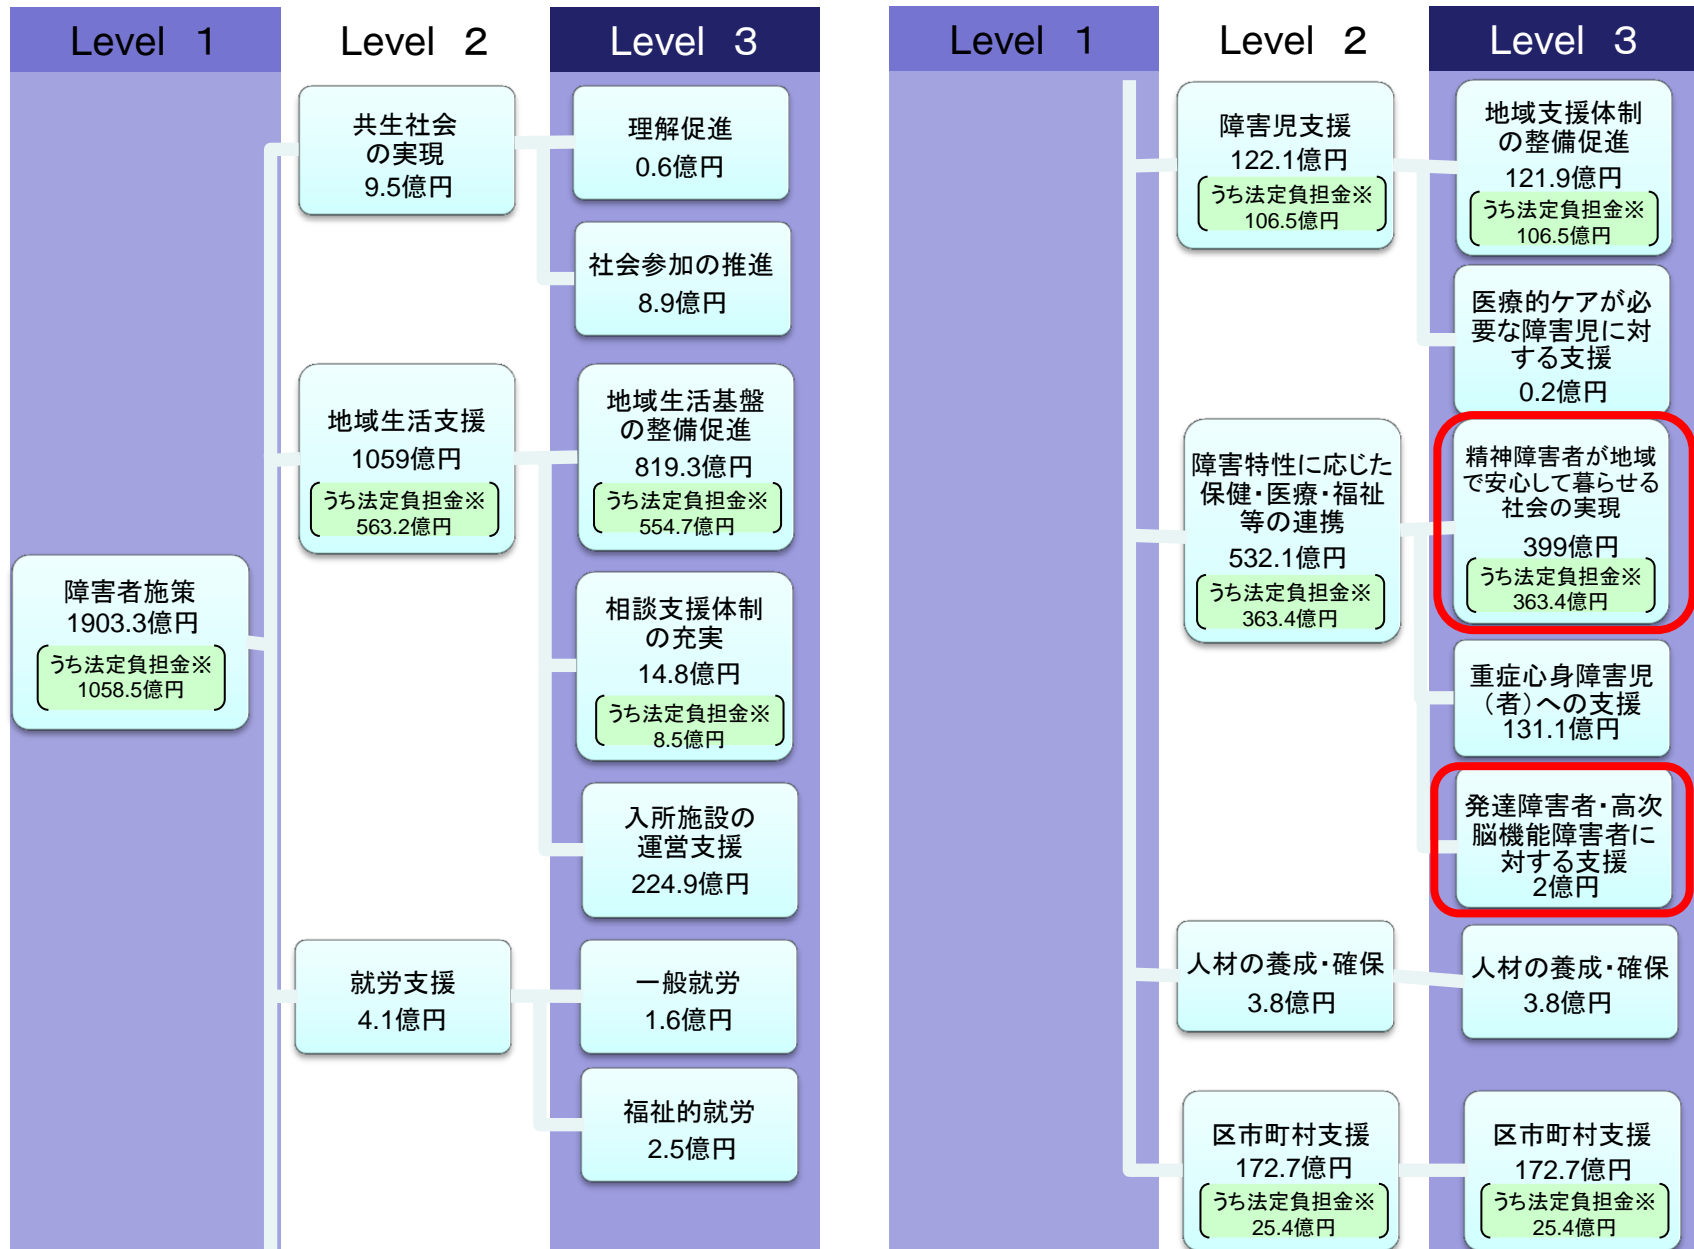 Level 1
Level 2
Level 3
障害者施策
1903.3億円
うち法定負担金※
1058.5億円
共生社会
の実現
9.5億円
理解促進
0.6億円
社会参加の推進
8.9億円
地域生活支援
1059億円
うち法定負担金※
563.2億円
地域生活基盤
の整備促進
819.3億円
うち法定負担金※
554.7億円
相談支援体制
の充実
14.8億円
うち法定負担金※
8.5億円
入所施設の
運営支援
224.9億円
就労支援
4.1億円
一般就労
1.6億円
福祉的就労
2.5億円
Level 1
Level 2
Level 3
障害児支援
122.1億円
うち法定負担金※
106.5億円
地域支援体制
の整備促進
121.9億円
うち法定負担金※
106.5億円
医療的ケアが必
要な障害児に対
する支援
0.2億円
障害特性に応じた
保健・医療・福祉
等の連携
532.1億円
うち法定負担金※
363.4億円
精神障害者が地域
で安心して暮らせる
社会の実現
399億円
うち法定負担金※
363.4億円
重症心身障害児
（者）への支援
131.1億円
発達障害者・高次
脳機能障害者に
対する支援
2億円
人材の養成・確保
3.8億円
人材の養成・確保
3.8億円
区市町村支援
172.7億円
うち法定負担金※
25.4億円
区市町村支援
172.7億円
うち法定負担金※
25.4億円